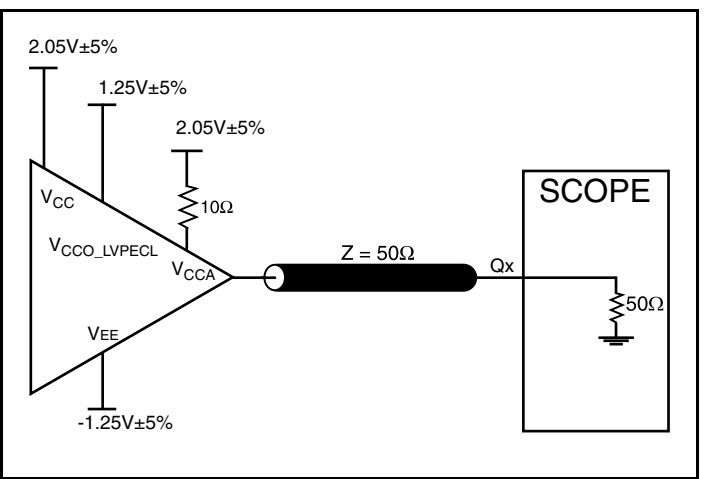 2.05V±5%
1.25V±5%
2.05V±5%
SCOPE
VCC
10Ω
VCCO_LVPECL
Z = 50Ω
VCCA
Qx
50Ω
VEE
-1.25V±5%